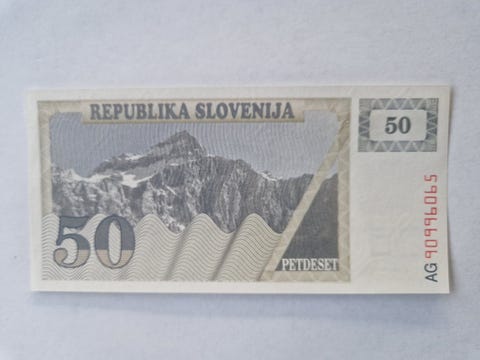 REPUBLIKA SLOVENIJA
50
50
PETDESET
AG 90996065